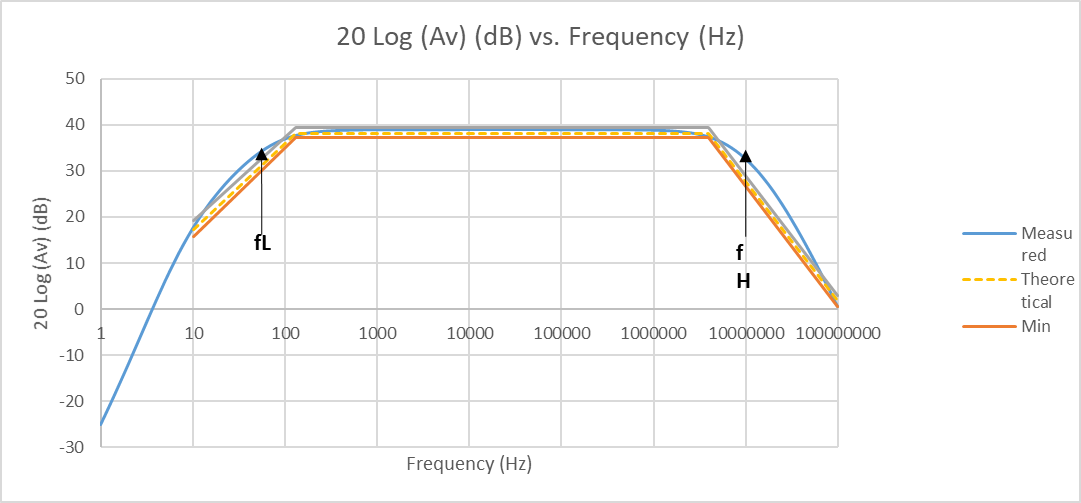 20 Log (Av) (dB) vs. Frequency (Hz)
50
40
30
20
10
0
-10
-20
-30
20 Log (Av) (dB)
1
10
100
1000
10000
100000
1000000
10000000
100000000
Frequency (Hz)
fL
f
H
Measu
red
Theore
tical
Min